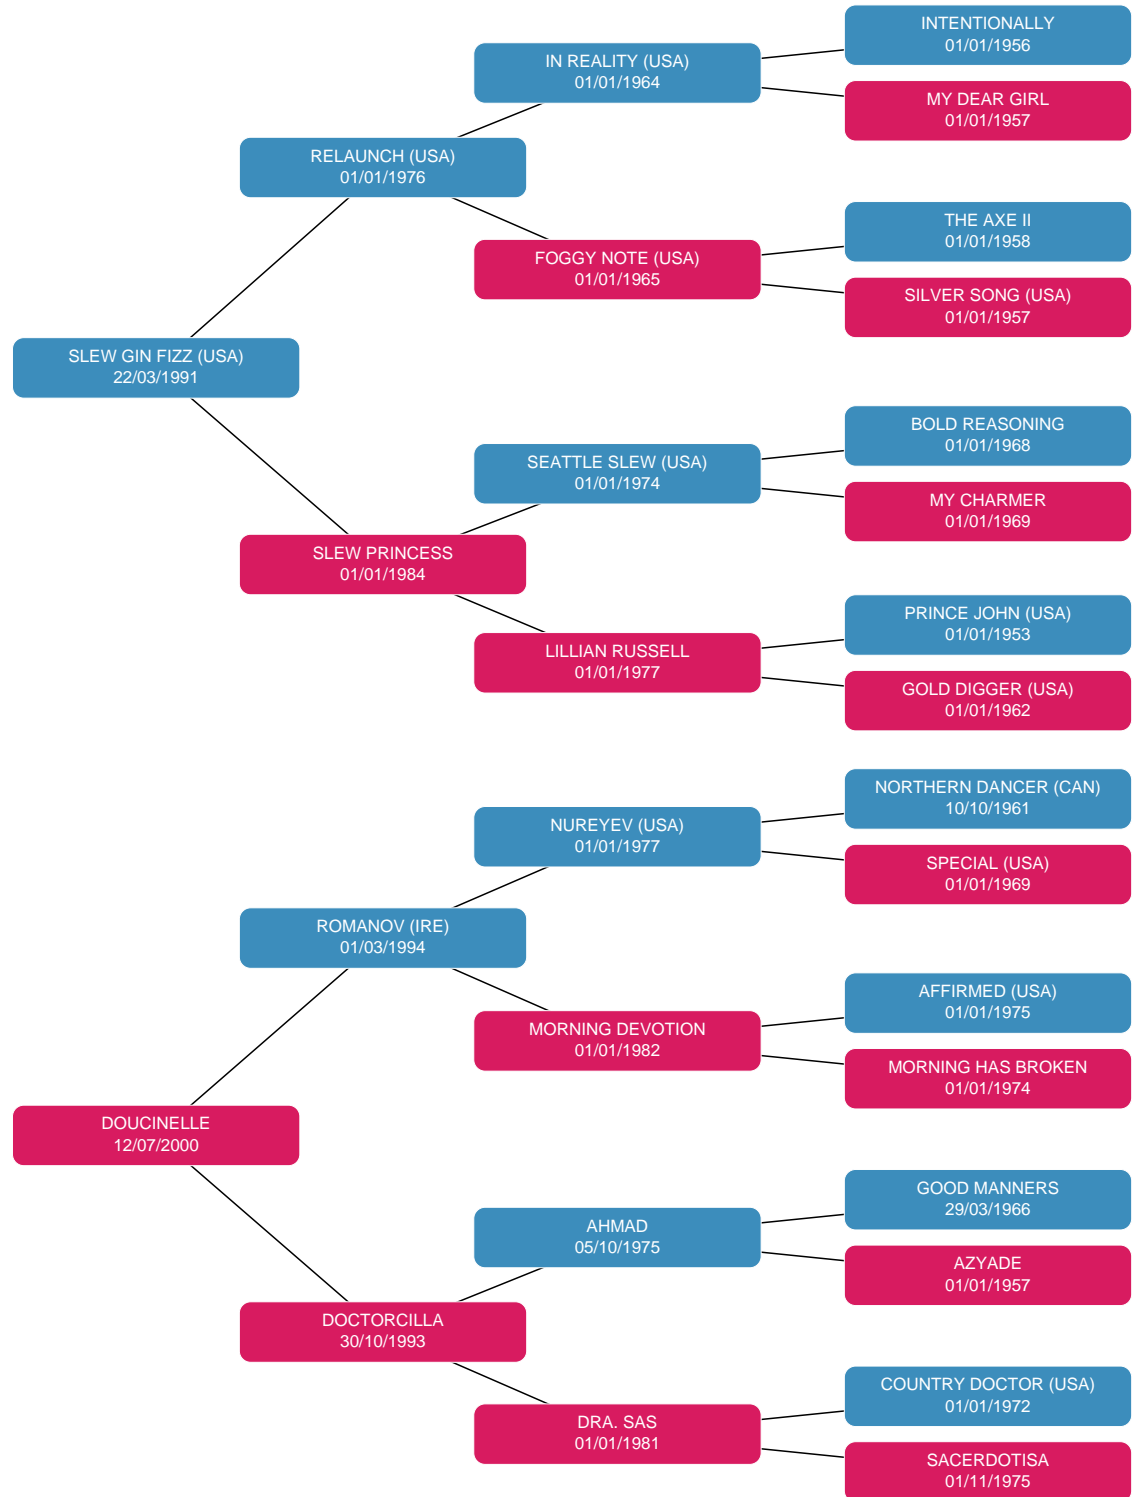 INTENTIONALLY
01/01/1956
IN REALITY (USA)
01/01/1964
MY DEAR GIRL
01/01/1957
RELAUNCH (USA)
01/01/1976
THE AXE II
01/01/1958
FOGGY NOTE (USA)
01/01/1965
SILVER SONG (USA)
01/01/1957
SLEW GIN FIZZ (USA)
22/03/1991
BOLD REASONING
01/01/1968
SEATTLE SLEW (USA)
01/01/1974
MY CHARMER
01/01/1969
SLEW PRINCESS
01/01/1984
PRINCE JOHN (USA)
01/01/1953
LILLIAN RUSSELL
01/01/1977
GOLD DIGGER (USA)
01/01/1962
NORTHERN DANCER (CAN)
10/10/1961
NUREYEV (USA)
01/01/1977
SPECIAL (USA)
01/01/1969
ROMANOV (IRE)
01/03/1994
AFFIRMED (USA)
01/01/1975
MORNING DEVOTION
01/01/1982
MORNING HAS BROKEN
01/01/1974
DOUCINELLE
12/07/2000
GOOD MANNERS
29/03/1966
AHMAD
05/10/1975
AZYADE
01/01/1957
DOCTORCILLA
30/10/1993
COUNTRY DOCTOR (USA)
01/01/1972
DRA. SAS
01/01/1981
SACERDOTISA
01/11/1975